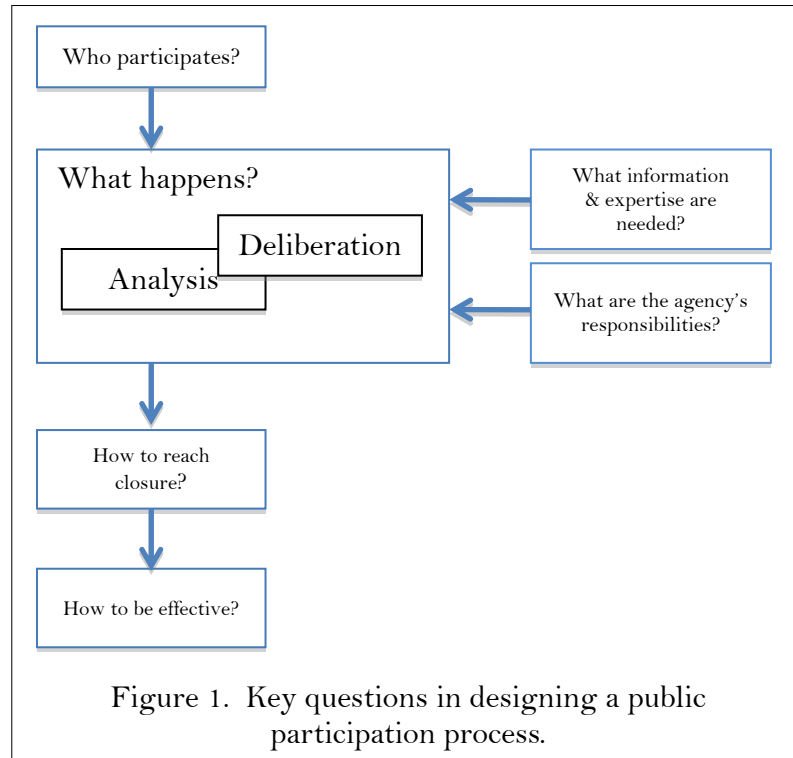 Who participates?
What happens?
Deliberation
Analysis
What information
& expertise are
needed?
What are the agency’s
responsibilities?
How to reach
closure?
How to be effective?
Figure 1.  Key questions in designing a public
participation process.